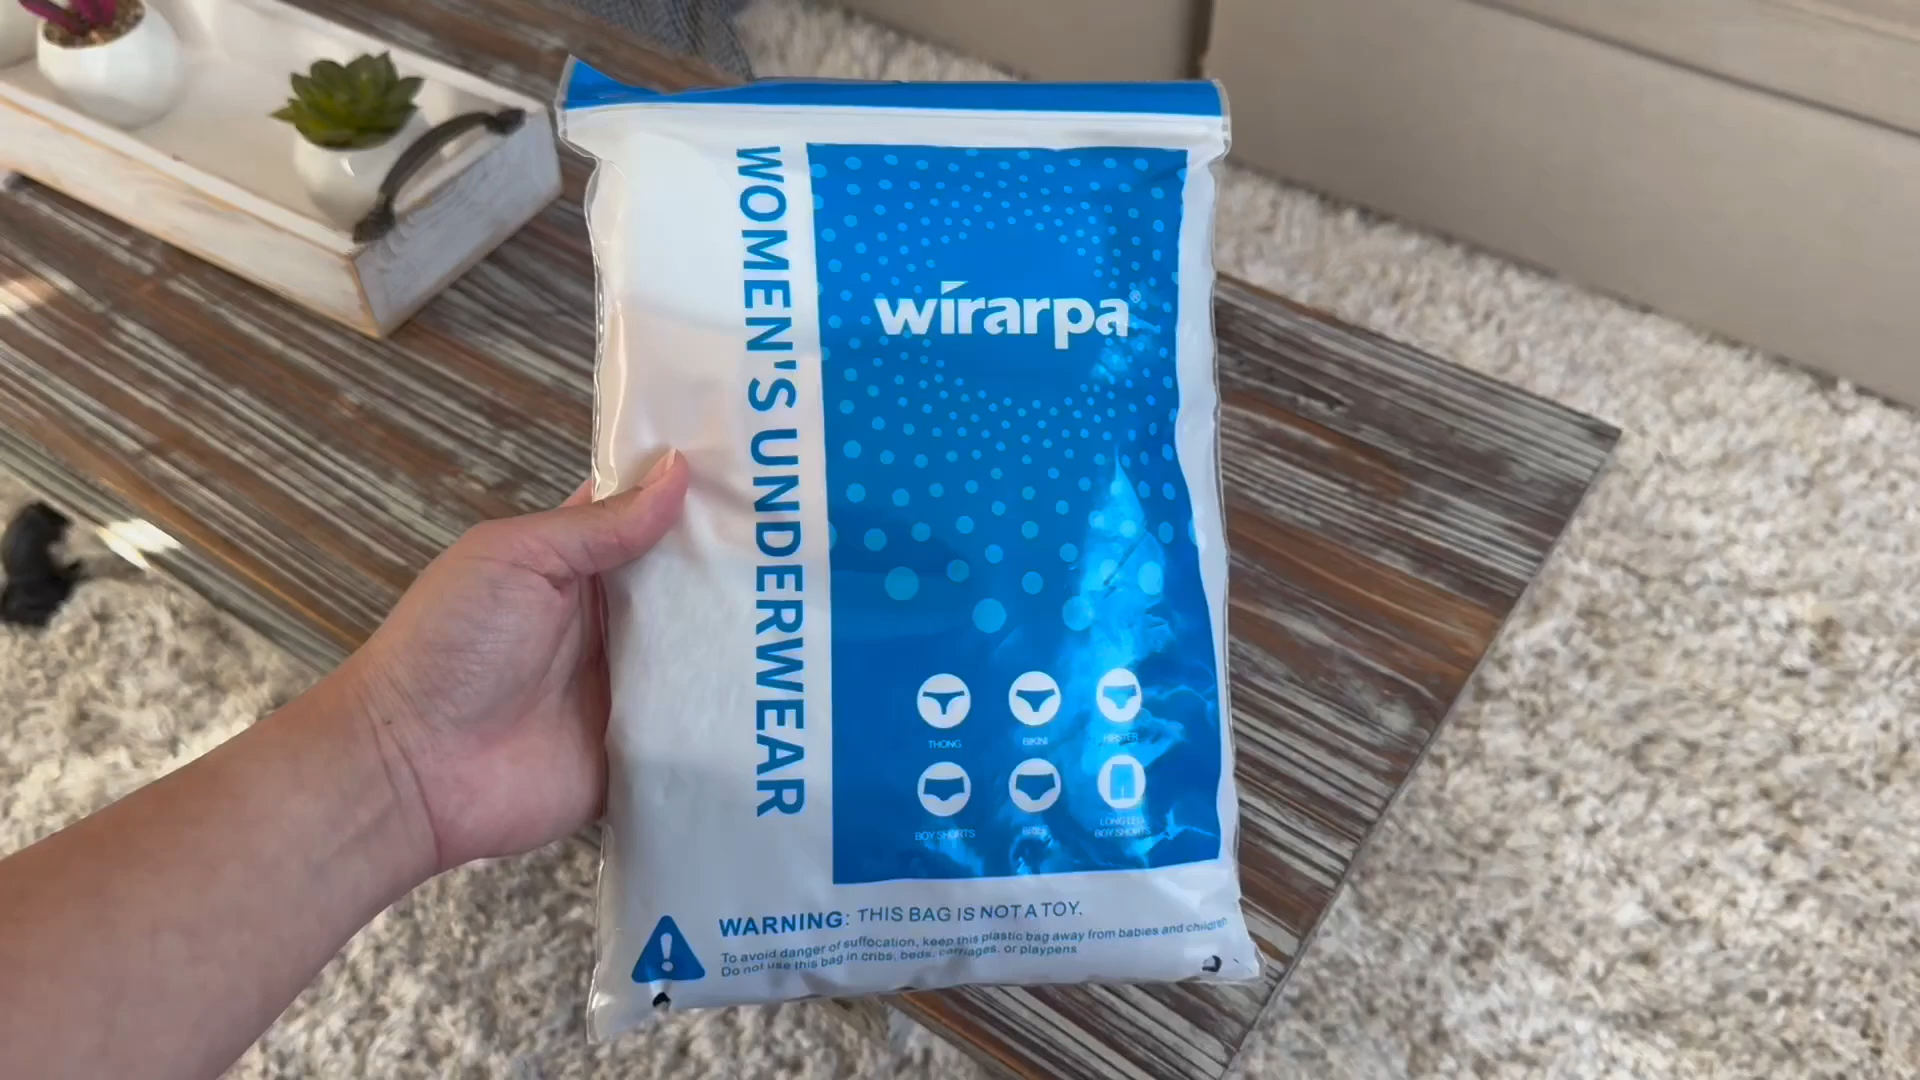 WOMEN'S UNDERWEAR
wirarpa®
THONG
BIKINI
HIPSTER
BOY SHORTS
BRIEF
LONG LEG
BOY SHORTS
WARNING: THIS BAG IS NOT A TOY.
To avoid danger of suffocation, keep this plastic bag away from babies and children
Do not use this bag in cribs, beds, carriages, or playpens